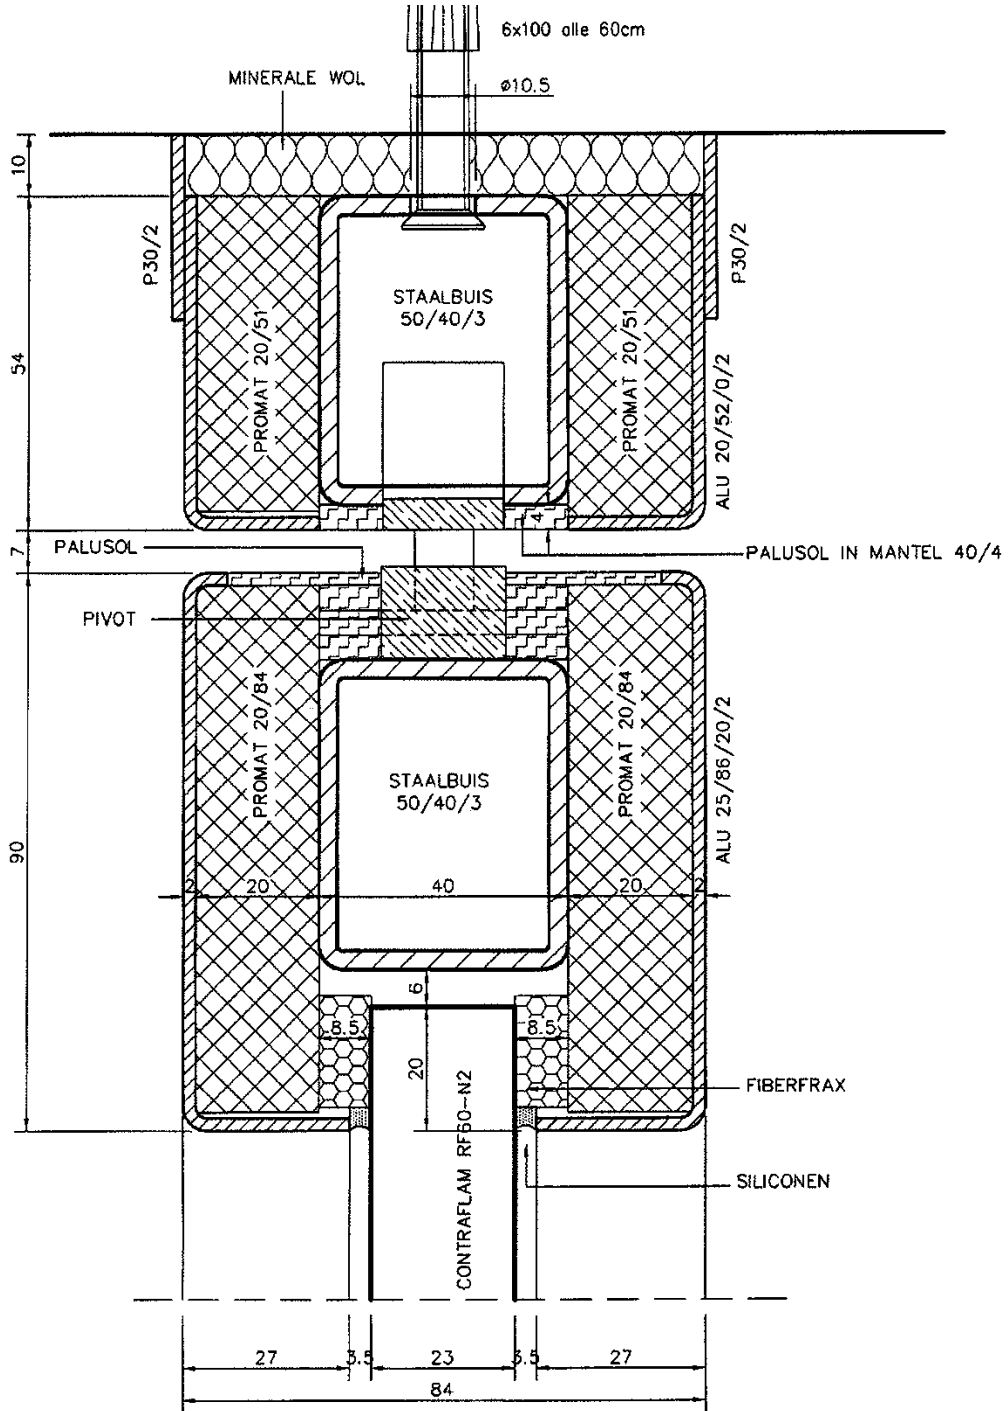 6x100 alle 60cm
MINERALE WOL
ø10.5
10
P30/2
P30/2
STAALBUIS
50/40/3
PROMAT 20/51
PROMAT 20/51
54
ALU 20/52/0/2
4
7
PALUSOL
PALUSOL IN MANTEL 40/4
PIVOT
PROMAT 20/84
PROMAT 20/84
STAALBUIS
50/40/3
ALU 25/86/20/2
90
2
20
40
20
2
6
8.5
8.5
20
FIBERFRAX
CONTRAFLAM RF60-N2
SILICONEN
27
3.5
23
3.5
27
84